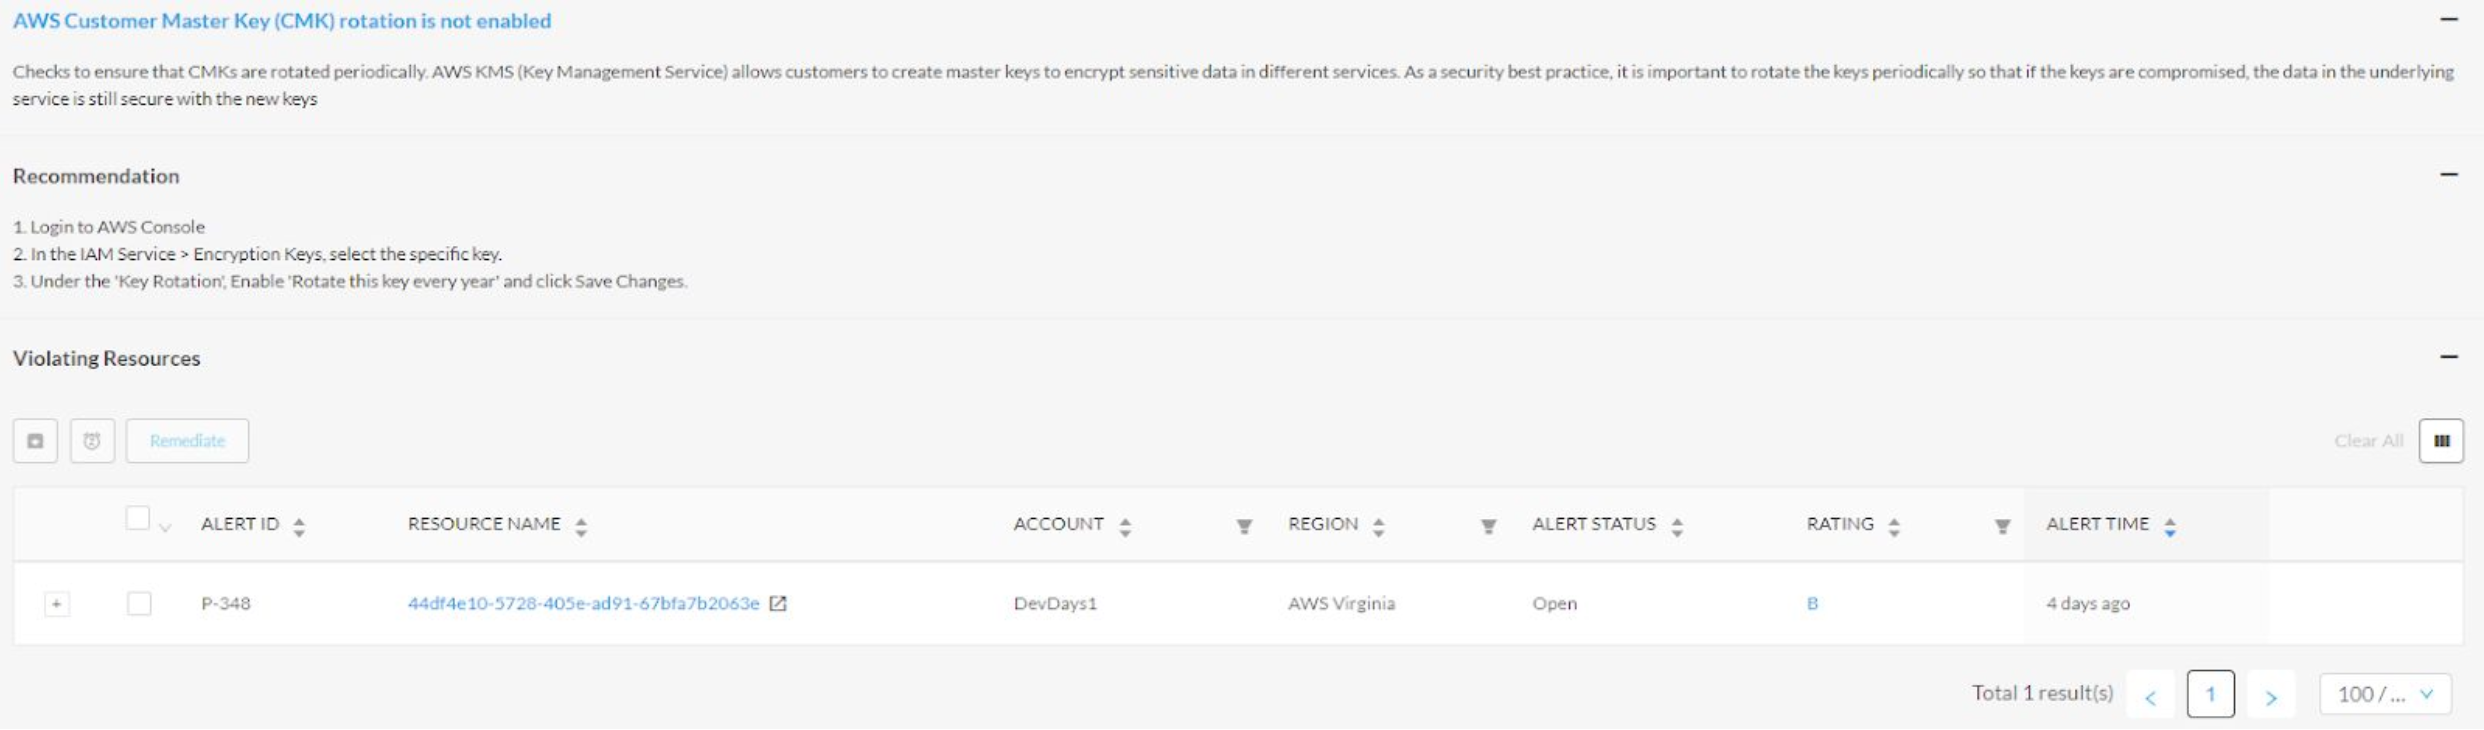 AWS Customer Master Key (CMK) rotation is not enabled
Checks to ensure that CMKs are rotated periodically. AWS KMS (Key Management Service) allows customers to create master keys to encrypt sensitive data in different services. As a security best practice, it is important to rotate the keys periodically so that if the keys are compromised, the data in the underlying
service is still secure with the new keys
Recommendation
1. Login to AWS Console
2. In the IAM Service > Encryption Keys, select the specific key.
3. Under the 'Key Rotation', Enable 'Rotate this key every year' and click Save Changes.
Violating Resources
Remediate Clear All
ALERT ID RESOURCE NAME ACCOUNT REGION ALERT STATUS RATING ALERT TIME
+ P-348 44df4e10-5728-405e-ad91-67bfa7b2063e DevDays1 AWS Virginia Open B 4 days ago
Total 1 result(s) < 1 > 100 / ...